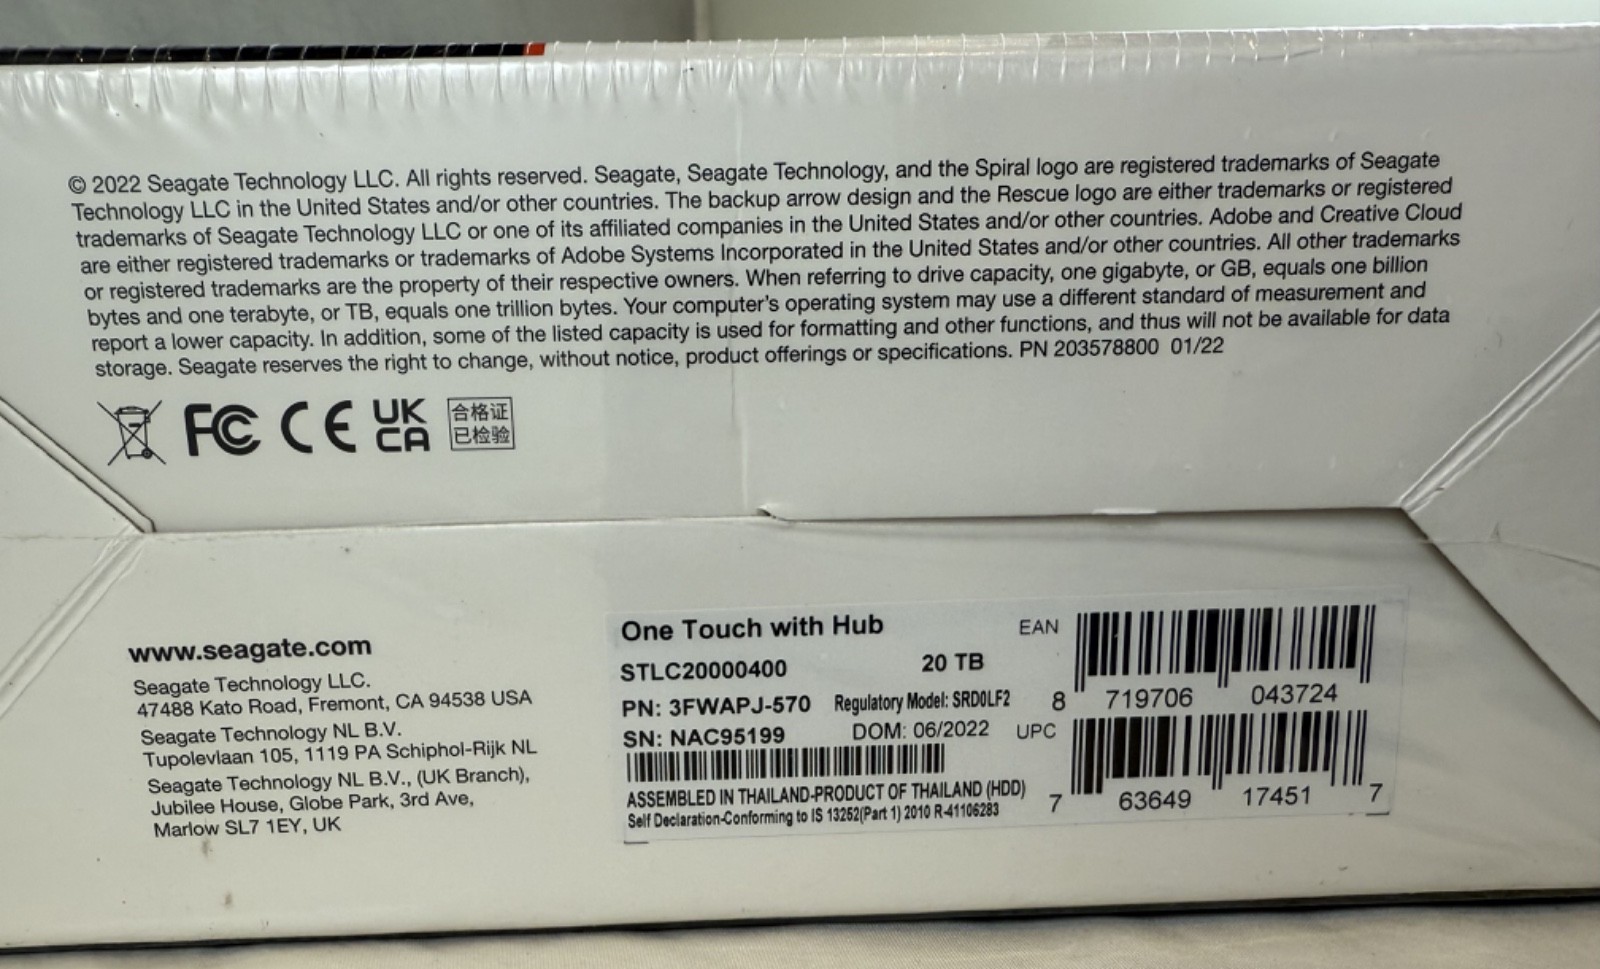 © 2022 Seagate Technology LLC. All rights reserved. Seagate, Seagate Technology, and the Spiral logo are registered trademarks of Seagate
Technology LLC in the United States and/or other countries. The backup arrow design and the Rescue logo are either trademarks or registered
trademarks of Seagate Technology LLC or one of its affiliated companies in the United States and/or other countries. Adobe and Creative Cloud
are either registered trademarks or trademarks of Adobe Systems Incorporated in the United States and/or other countries. All other trademarks
or registered trademarks are the property of their respective owners. When referring to drive capacity, one gigabyte, or GB, equals one billion
bytes and one terabyte, or TB, equals one trillion bytes. Your computer's operating system may use a different standard of measurement and
report a lower capacity. In addition, some of the listed capacity is used for formatting and other functions, and thus will not be available for data
storage. Seagate reserves the right to change, without notice, product offerings or specifications. PN 203578800 01/22
FC CE UK
CA
合格证
已检验
www.seagate.com
Seagate Technology LLC.
47488 Kato Road, Fremont, CA 94538 USA
Seagate Technology NL B.V.
Tupolevlaan 105, 1119 PA Schiphol-Rijk NL
Seagate Technology NL B.V., (UK Branch),
Jubilee House, Globe Park, 3rd Ave,
Marlow SL7 1EY, UK
One Touch with Hub
STLC20000400 20 TB
PN: 3FWAPJ-570 Regulatory Model: SRD0LF2
SN: NAC95199 DOM: 06/2022
ASSEMBLED IN THAILAND-PRODUCT OF THAILAND (HDD)
Self Declaration-Conforming to IS 13252(Part 1) 2010 R-41106283
EAN
8 719706 043724
UPC
7 63649 17451 7